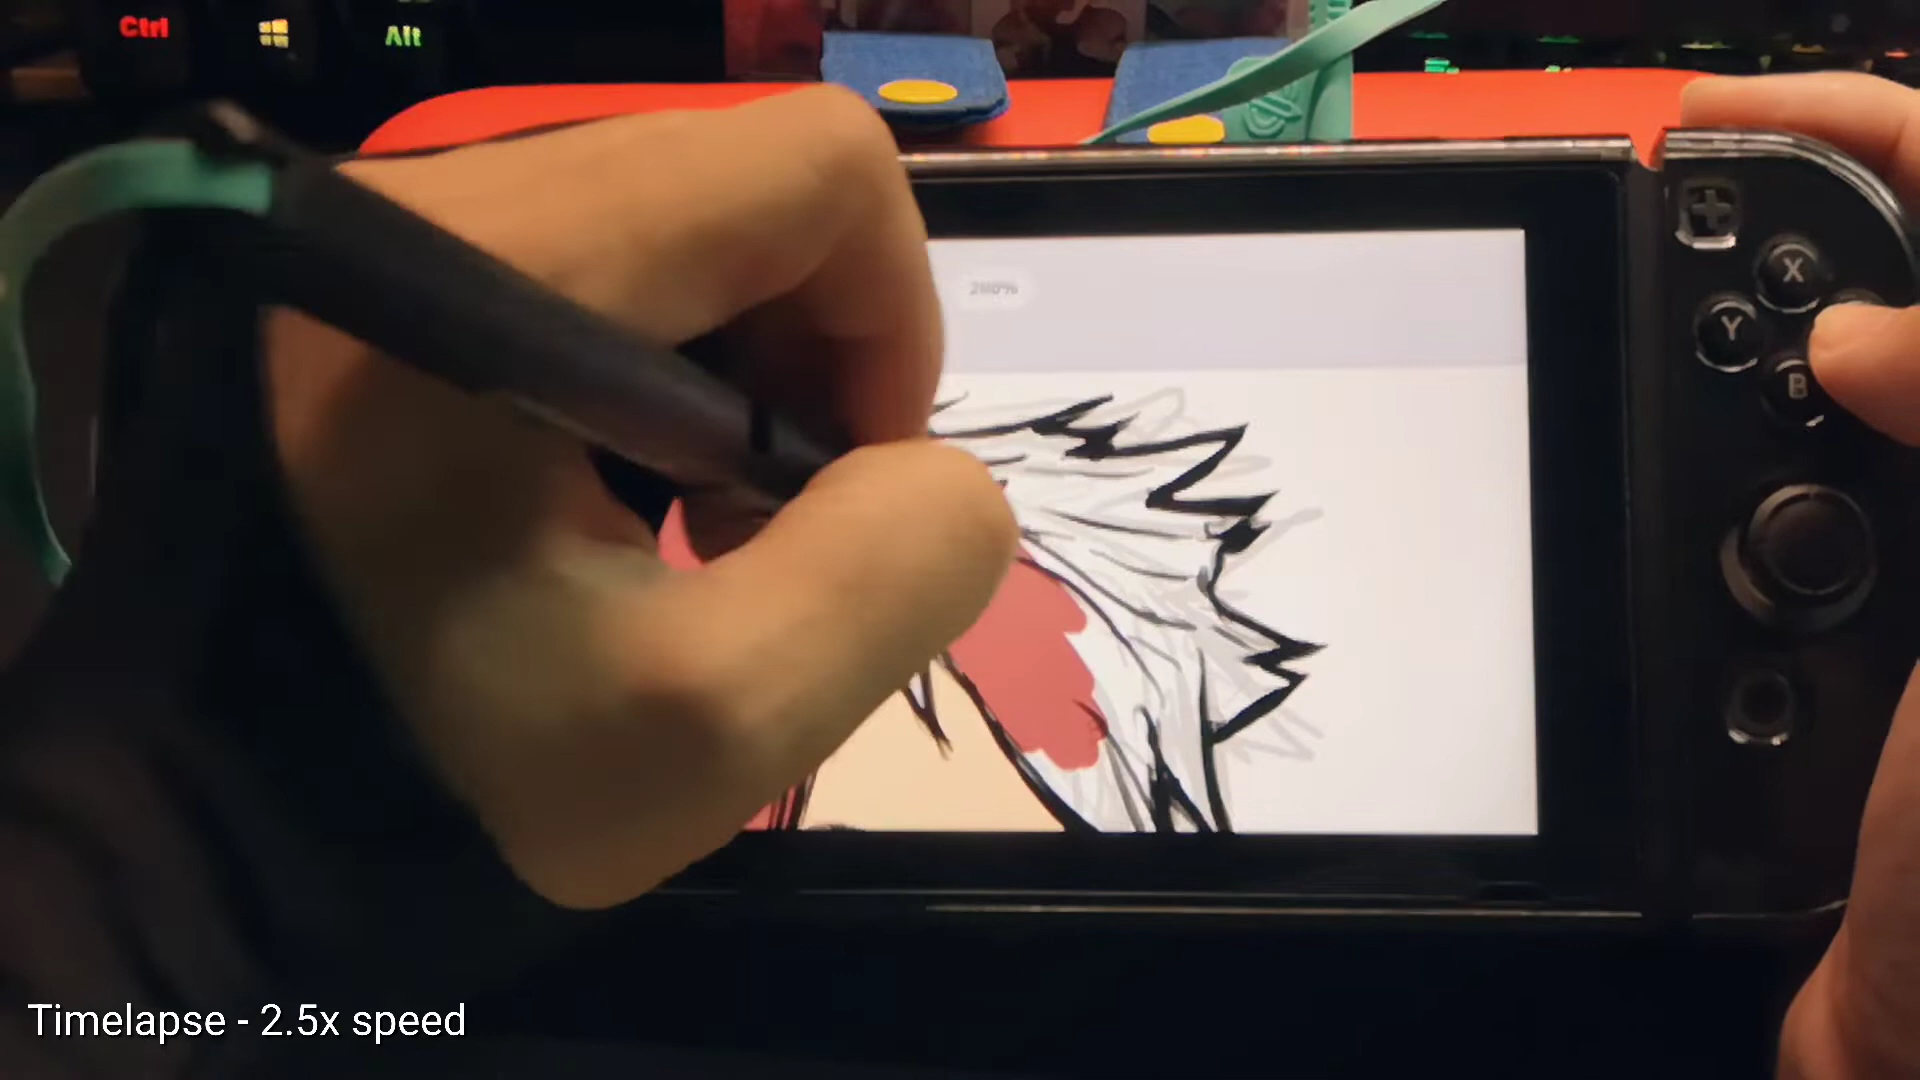 Ctrl
Alt
X
Y
B
Timelapse - 2.5x speed